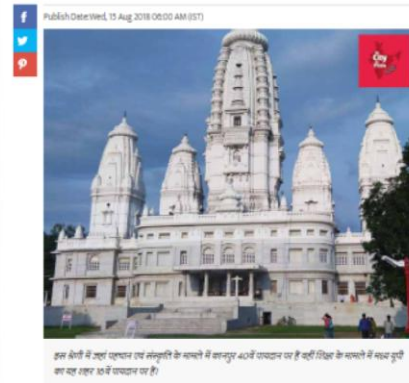 Publish Date:Wed, 15 Aug 2018 06:00 AM (IST)
City
इस श्रेणी में जहां पहचान एवं संस्कृति के मामले में कानपुर 40वें पायदान पर है वहीं शिक्षा के मामले में मध्य यूपी
का यह शहर 16वें पायदान पर है।